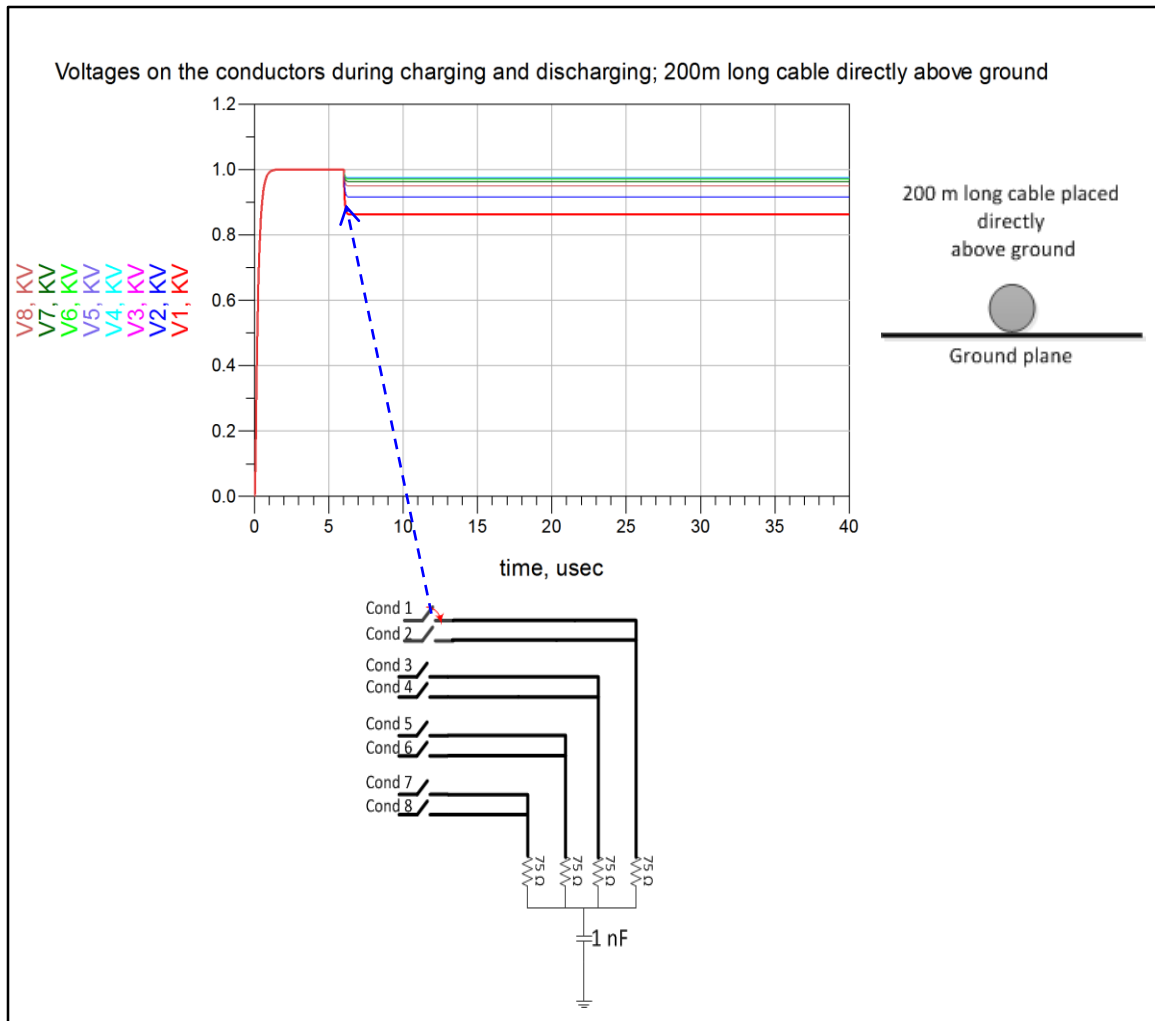 Voltages on the conductors during charging and discharging; 200m long cable directly above ground
1.2
1.0
0.8
0.6
0.4
0.2
0.0
V8, KV
V7, KV
V6, KV
V5, KV
V4, KV
V3, KV
V2, KV
V1, KV
0 5 10 15 20 25 30 35 40
time, usec
200 m long cable placed
directly
above ground
Ground plane
Cond 1
Cond 2
Cond 3
Cond 4
Cond 5
Cond 6
Cond 7
Cond 8
75 Ω 75 Ω 75 Ω 75 Ω
1 nF